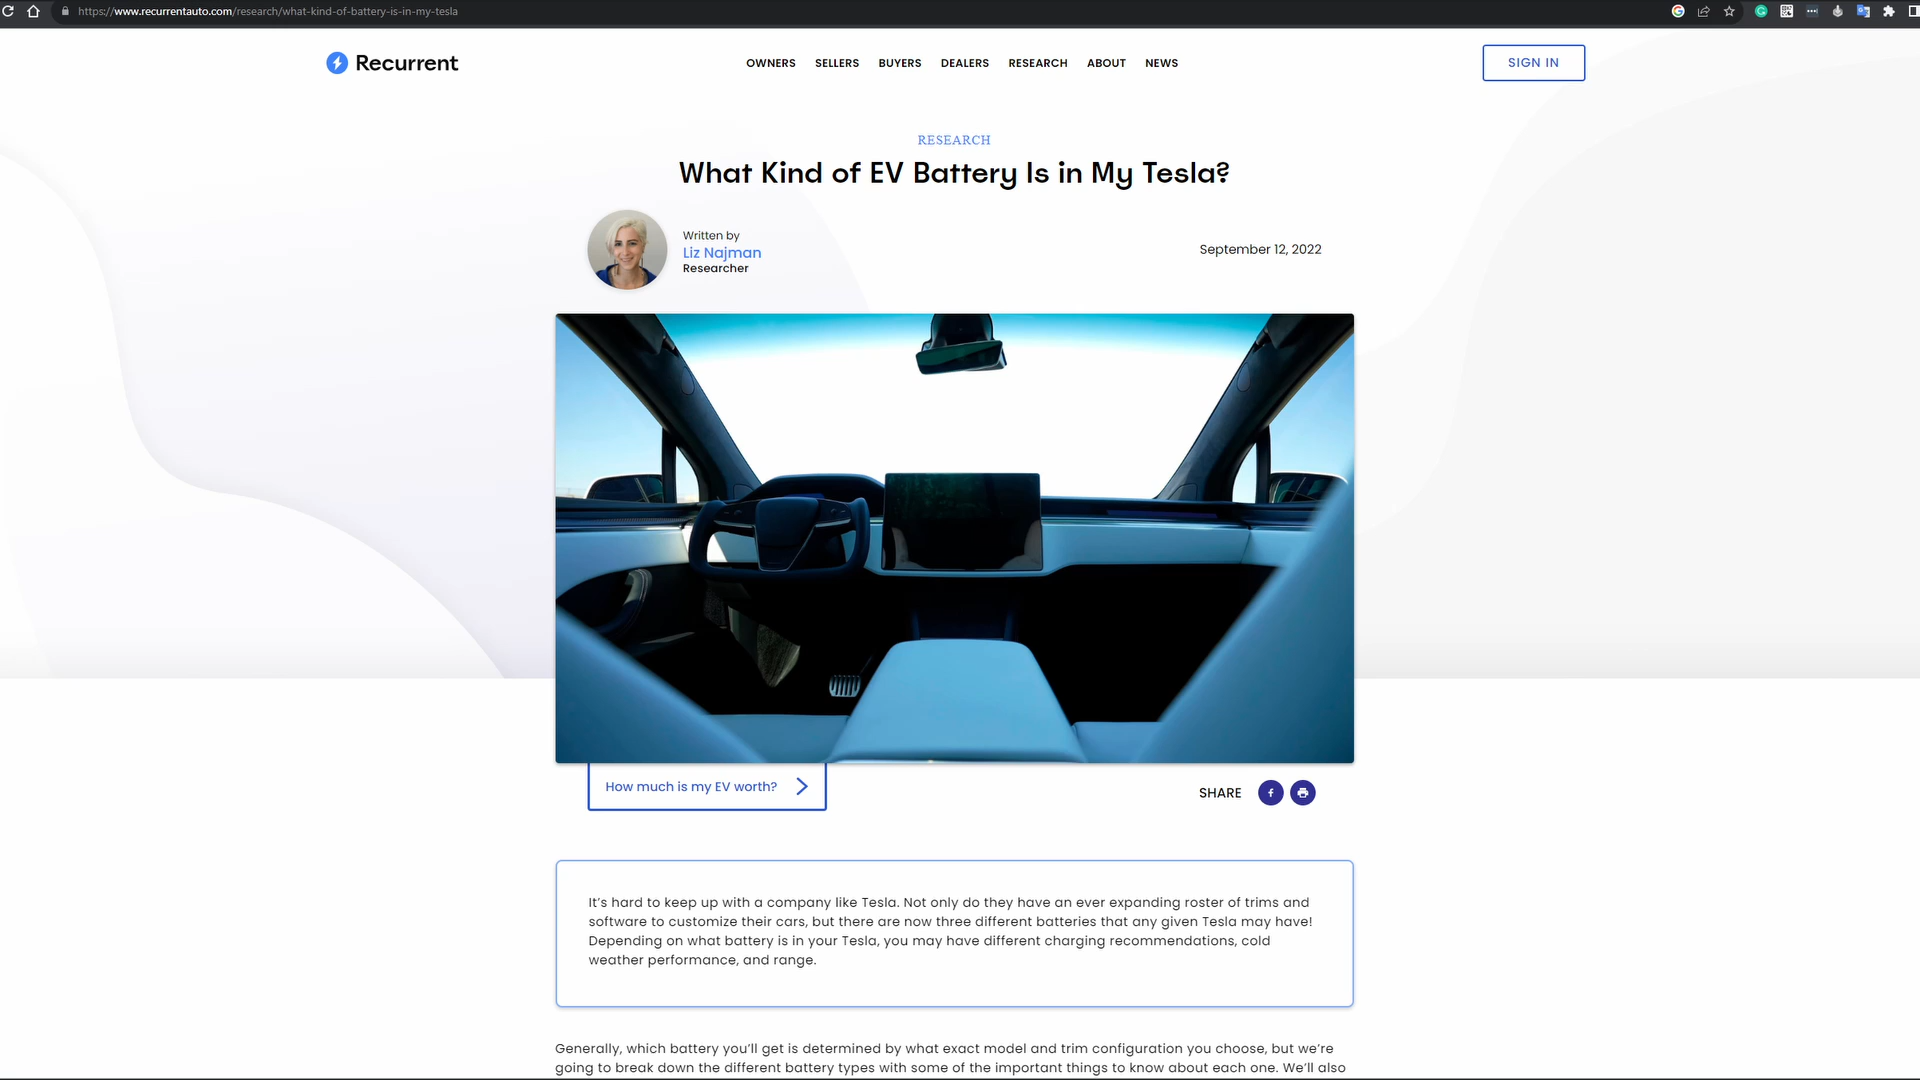 https://www.recurrentauto.com/research/what-kind-of-battery-is-in-my-tesla
Recurrent
OWNERS SELLERS BUYERS DEALERS RESEARCH ABOUT NEWS
SIGN IN
RESEARCH
What Kind of EV Battery Is in My Tesla?
Written by
Liz Najman
Researcher
September 12, 2022
How much is my EV worth?
SHARE
It's hard to keep up with a company like Tesla. Not only do they have an ever expanding roster of trims and
software to customize their cars, but there are now three different batteries that any given Tesla may have!
Depending on what battery is in your Tesla, you may have different charging recommendations, cold
weather performance, and range.
Generally, which battery you'll get is determined by what exact model and trim configuration you choose, but we're
going to break down the different battery types with some of the important things to know about each one. We'll also